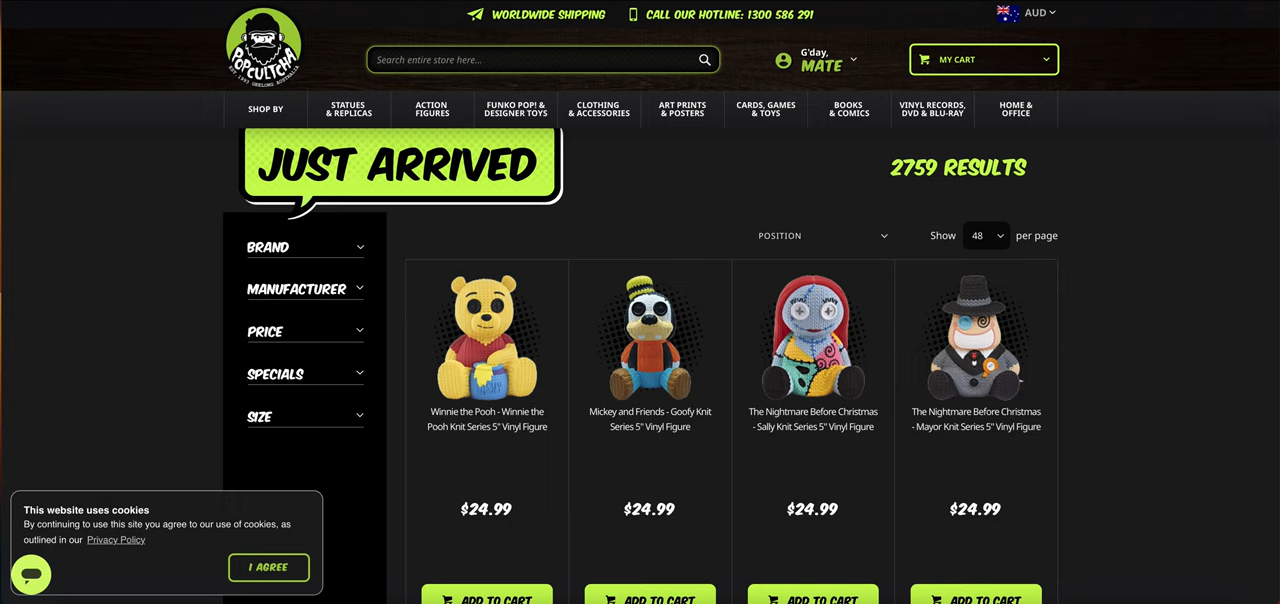 WORLDWIDE SHIPPING
CALL OUR HOTLINE: 1300 586 291
AUD
POPCULTCHA
EST. 1993 GEELONG, AUSTRALIA
Search entire store here...
G'day,
MATE
MY CART
SHOP BY
STATUES
& REPLICAS
ACTION
FIGURES
FUNKO POP! &
DESIGNER TOYS
CLOTHING
& ACCESSORIES
ART PRINTS
& POSTERS
CARDS, GAMES
& TOYS
BOOKS
& COMICS
VINYL RECORDS,
DVD & BLU-RAY
HOME &
OFFICE
JUST ARRIVED
2759 RESULTS
BRAND
MANUFACTURER
PRICE
SPECIALS
SIZE
POSITION
Show 48 per page
Winnie the Pooh - Winnie the
Pooh Knit Series 5" Vinyl Figure
$24.99
ADD TO CART
Mickey and Friends - Goofy Knit
Series 5" Vinyl Figure
$24.99
ADD TO CART
The Nightmare Before Christmas
- Sally Knit Series 5" Vinyl Figure
$24.99
ADD TO CART
The Nightmare Before Christmas
- Mayor Knit Series 5" Vinyl Figure
$24.99
ADD TO CART
This website uses cookies
By continuing to use this site you agree to our use of cookies, as
outlined in our Privacy Policy
I AGREE